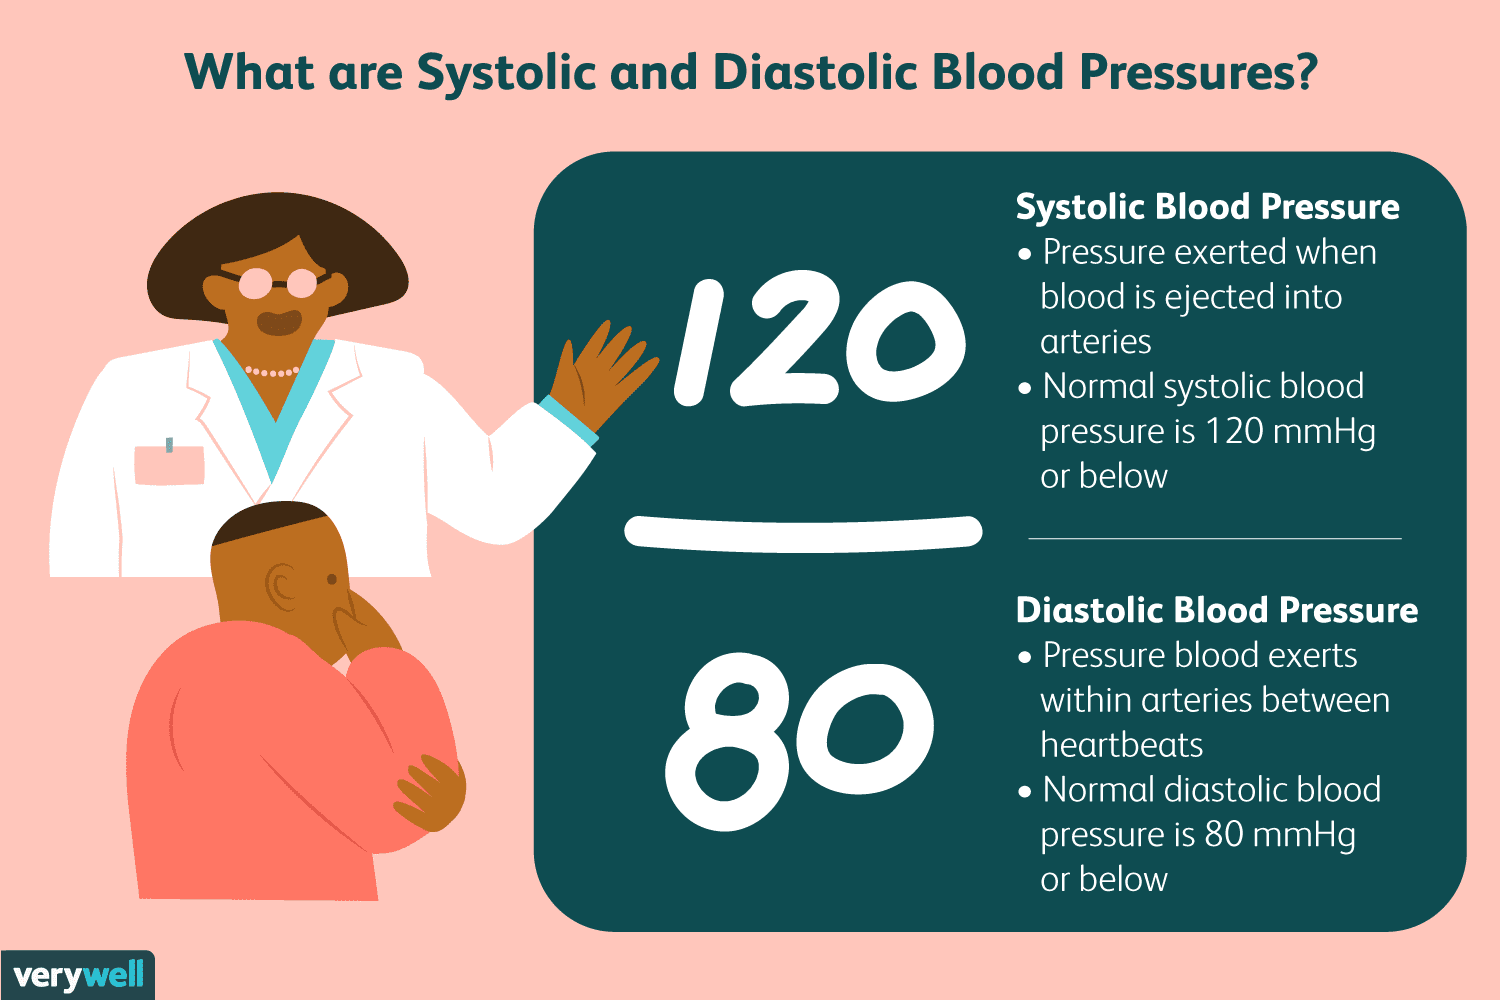 What are Systolic and Diastolic Blood Pressures?
120
80
Systolic Blood Pressure
• Pressure exerted when
blood is ejected into
arteries
• Normal systolic blood
pressure is 120 mmHg
or below
Diastolic Blood Pressure
• Pressure blood exerts
within arteries between
heartbeats
• Normal diastolic blood
pressure is 80 mmHg
or below
verywell